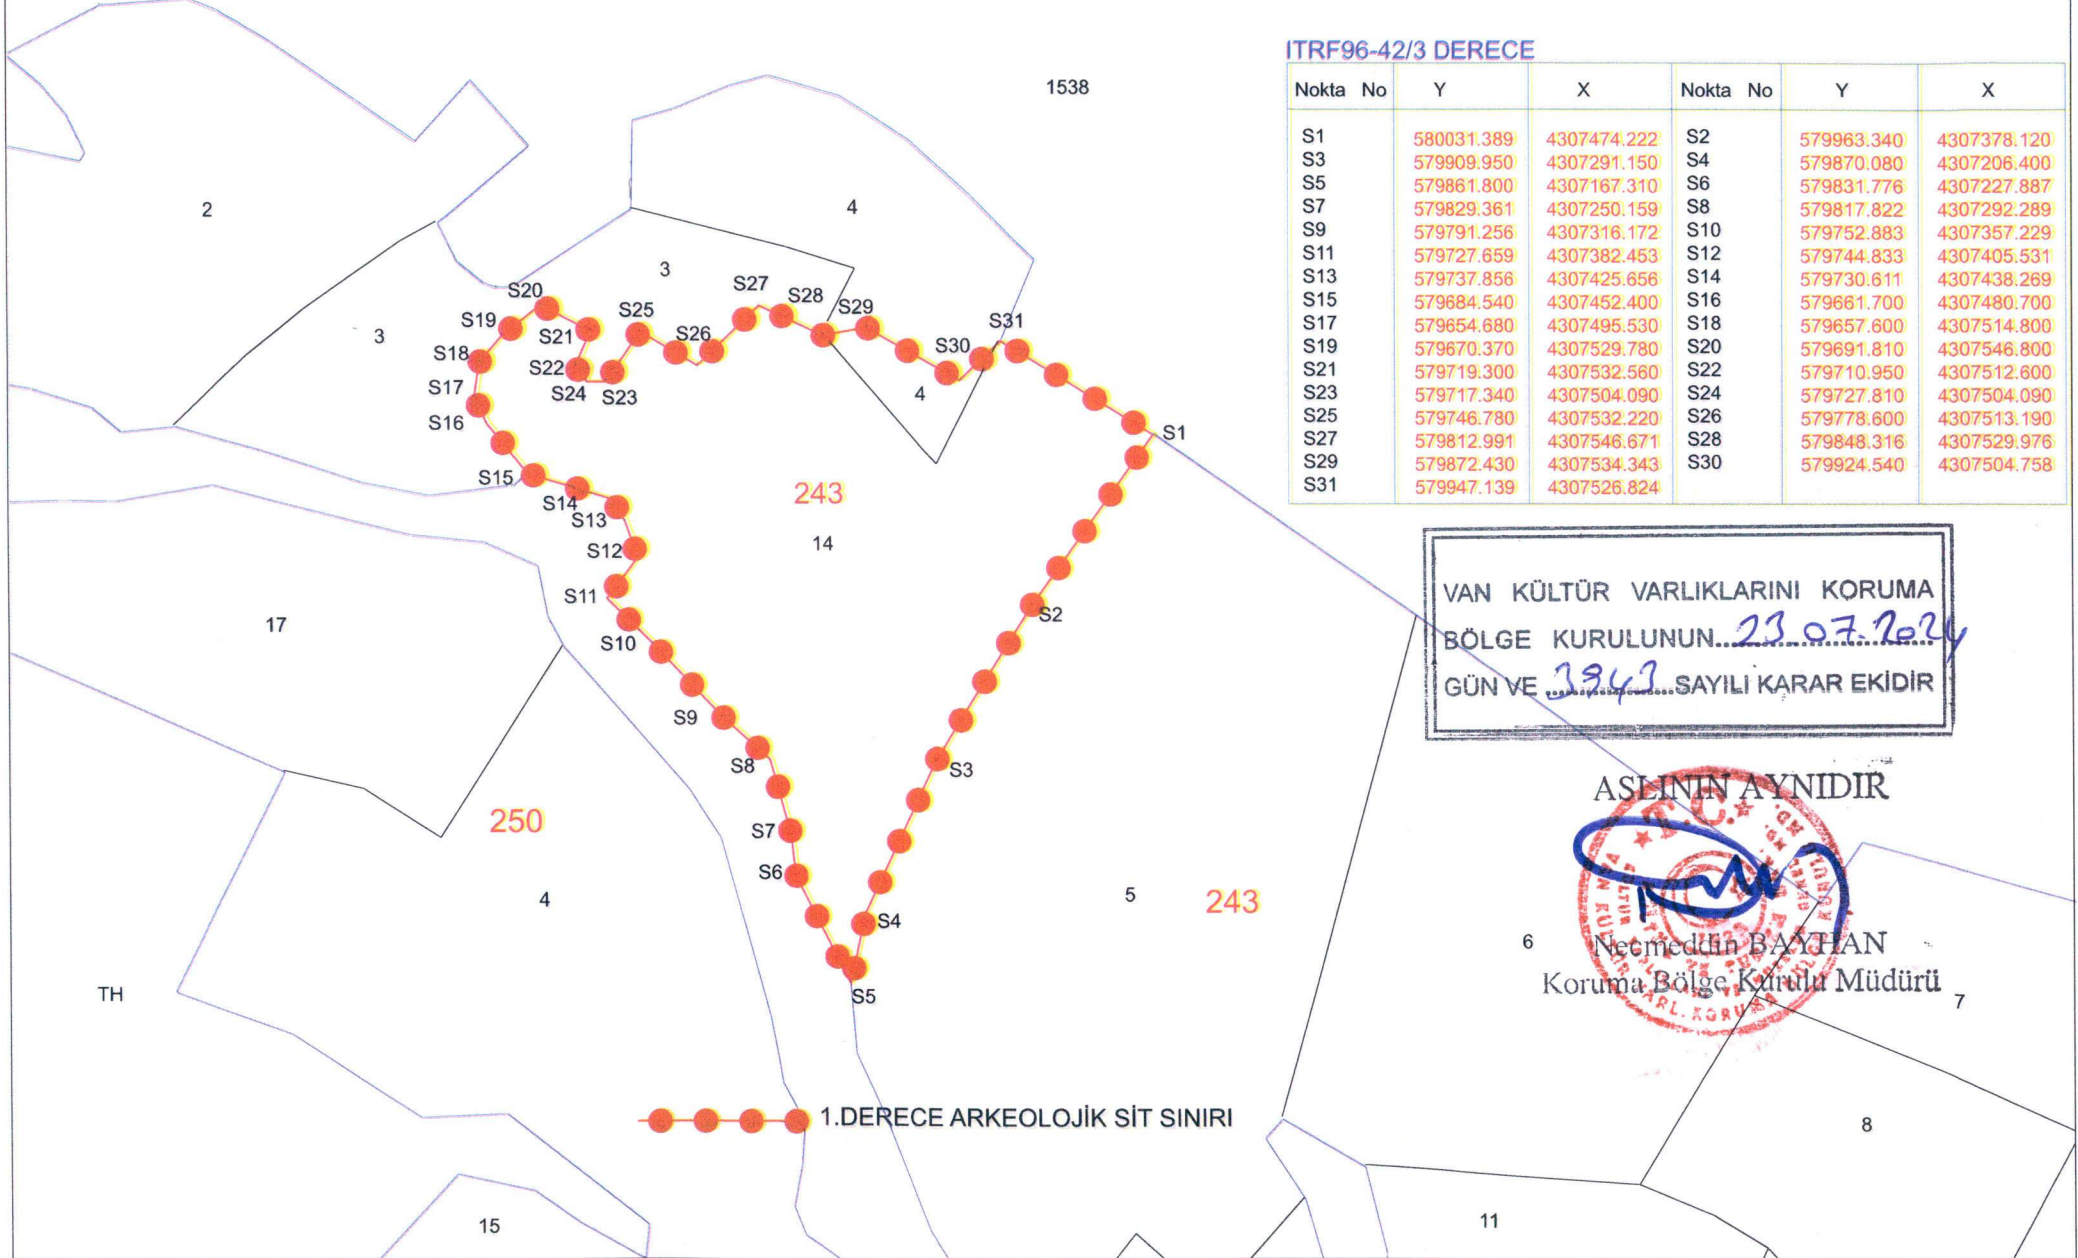 ITRF96-42/3 DERECE
Nokta No Y X Nokta No Y X
S1 580031.389 4307474.222 S2 579963.340 4307378.120
S3 579909.950 4307291.150 S4 579870.080 4307206.400
S5 579861.800 4307167.310 S6 579831.776 4307227.887
S7 579829.361 4307250.159 S8 579817.822 4307292.289
S9 579791.256 4307316.172 S10 579752.883 4307357.229
S11 579727.659 4307382.453 S12 579744.833 4307405.531
S13 579737.856 4307425.656 S14 579730.611 4307438.269
S15 579684.540 4307452.400 S16 579661.700 4307480.700
S17 579654.680 4307495.530 S18 579657.600 4307514.800
S19 579670.370 4307529.780 S20 579691.810 4307546.800
S21 579719.300 4307532.560 S22 579710.950 4307512.600
S23 579717.340 4307504.090 S24 579727.810 4307504.090
S25 579746.780 4307532.220 S26 579778.600 4307513.190
S27 579812.991 4307546.671 S28 579848.316 4307529.976
S29 579872.430 4307534.343 S30 579924.540 4307504.758
S31 579947.139 4307526.824
1538
2
4
3
3
4
S20
S27
S28
S29
S19
S21
S25
S26
S30
S31
S18
S22
S24
S23
S17
S16
S1
S15
S14
S13
243
14
S12
S11
S10
S2
17
S9
S8
S3
250
S7
S6
4
S4
5
243
6
TH
S5
7
8
15
11
1.DERECE ARKEOLOJİK SİT SINIRI
VAN KÜLTÜR VARLIKLARINI KORUMA
BÖLGE KURULUNUN 23.07.2024
GÜN VE 3843 SAYILI KARAR EKİDİR
ASLININ AYNIDIR
T.C.
Necmeddin BAYHAN
Koruma Bölge Kurulu Müdürü